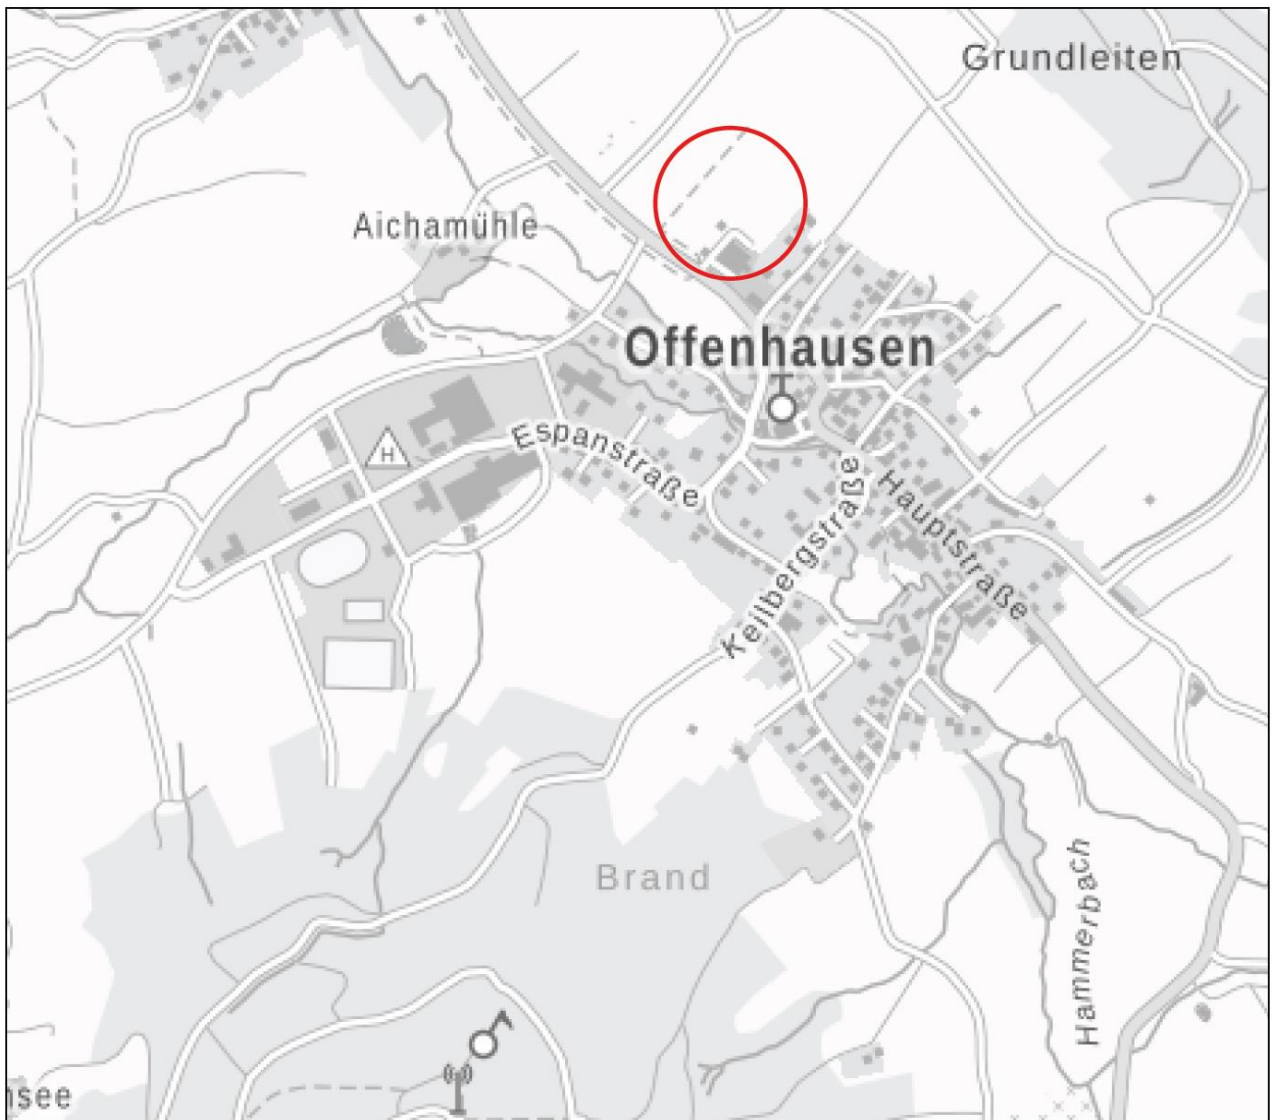 Grundleiten
Aichamühle
Offenhausen
Espanstraße
H
Hauptstraße
Keilbergstraße
Brand
Hammerbach
nsee